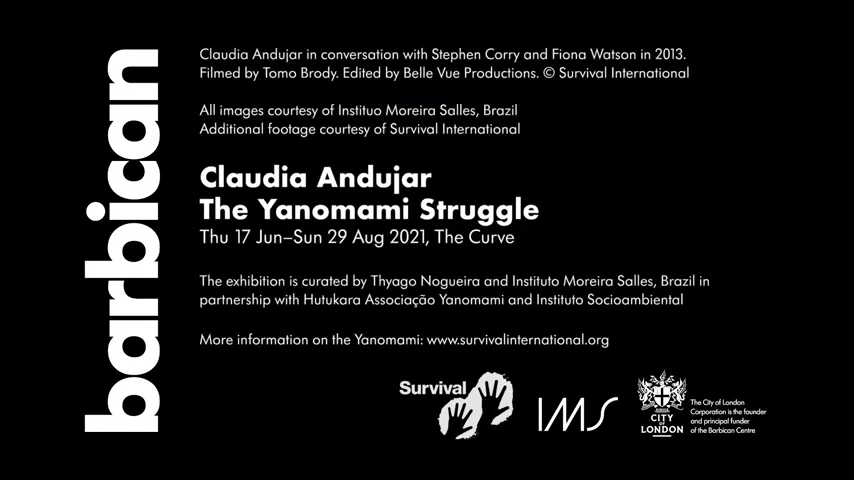 barbican
Claudia Andujar in conversation with Stephen Corry and Fiona Watson in 2013.
Filmed by Tomo Brody. Edited by Belle Vue Productions. © Survival International
All images courtesy of Instituo Moreira Salles, Brazil
Additional footage courtesy of Survival International
Claudia Andujar
The Yanomami Struggle
Thu 17 Jun–Sun 29 Aug 2021, The Curve
The exhibition is curated by Thyago Nogueira and Instituto Moreira Salles, Brazil in
partnership with Hutukara Associação Yanomami and Instituto Socioambiental
More information on the Yanomami: www.survivalinternational.org
Survival
IMS
CITY
OF
LONDON
The City of London
Corporation is the founder
and principal funder
of the Barbican Centre